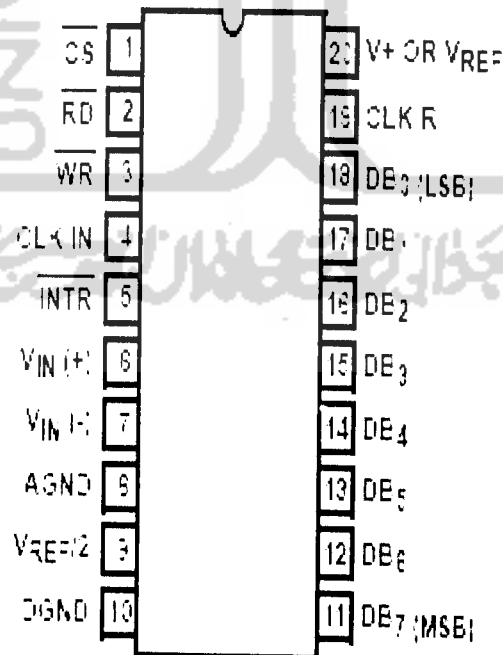 CS 1
RD 2
WR 3
CLK IN 4
INTR 5
VIN (+) 6
VIN (-) 7
AGND 8
VREF/2 9
DGND 10
20 V+ OR VREF
19 CLK R
18 DB0 (LSB)
17 DB1
16 DB2
15 DB3
14 DB4
13 DB5
12 DB6
11 DB7 (MSB)